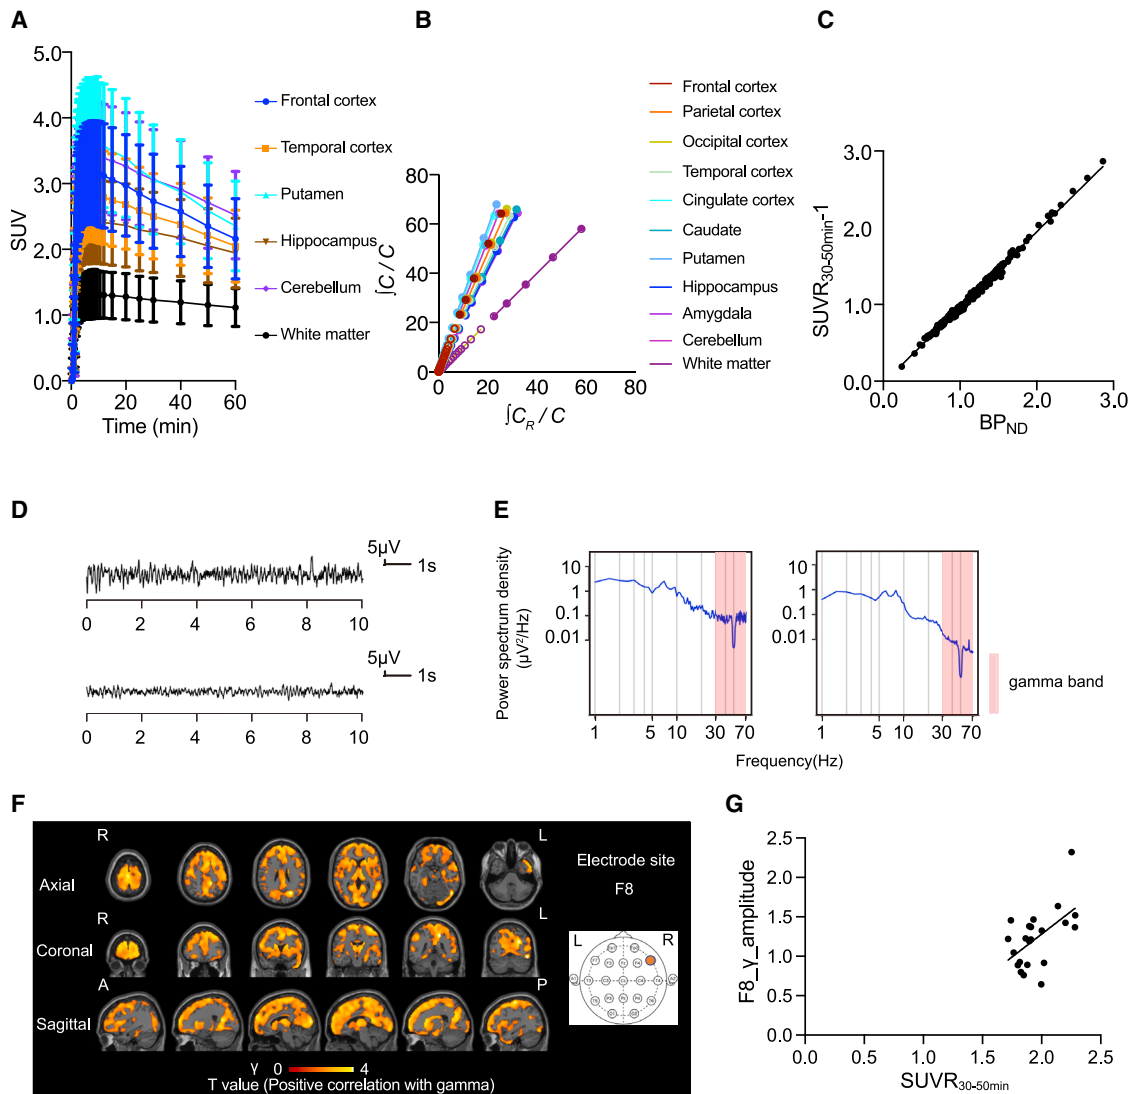 A
5.0
4.0
3.0
2.0
1.0
0.0
SUV
0
20
40
60
Time (min)
Frontal cortex
Temporal cortex
Putamen
Hippocampus
Cerebellum
White matter
B
80
60
40
20
0
∫C / C
0
20
40
60
80
∫C_R / C
Frontal cortex
Parietal cortex
Occipital cortex
Temporal cortex
Cingulate cortex
Caudate
Putamen
Hippocampus
Amygdala
Cerebellum
White matter
C
3.0
2.0
1.0
0.0
SUVR30-50min-1
0.0
1.0
2.0
3.0
BPND
D
5μV
1s
0 2 4 6 8 10
5μV
1s
0 2 4 6 8 10
E
Power spectrum density
(μV²/Hz)
10
1
0.1
0.01
1 5 10 30 70
10
1
0.1
0.01
1 5 10 30 70
Frequency(Hz)
gamma band
F
R L
Axial
R L
Coronal
A P
Sagittal
Electrode site
F8
L R
γ 0 4
T value (Positive correlation with gamma)
G
2.5
2.0
1.5
1.0
0.5
0.0
F8_γ_amplitude
0.0 0.5 1.0 1.5 2.0 2.5
SUVR30-50min